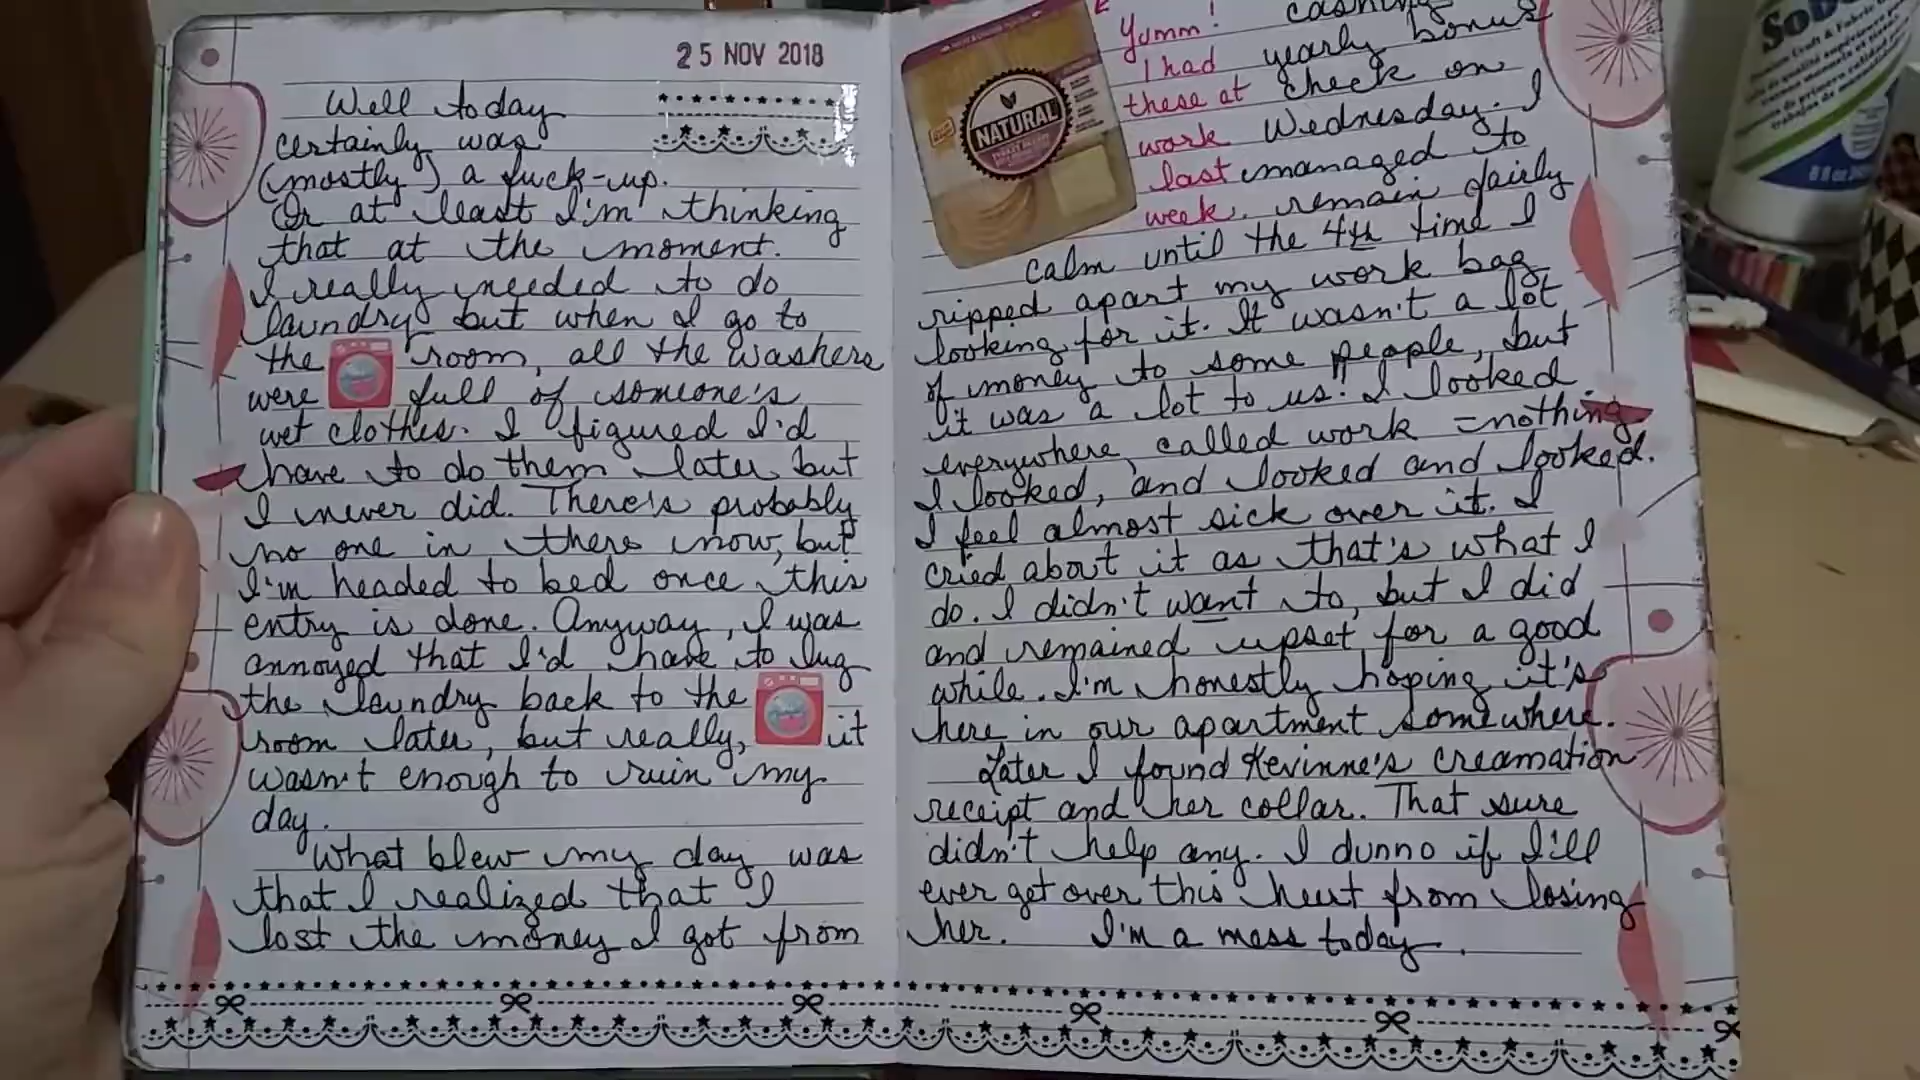 25 NOV 2018
Well today
certainly was
(mostly) a fuck-up.
Or at least I'm thinking
that at the moment.
I really needed to do
laundry but when I go to
the room, all the washers
were full of someone's
wet clothes. I figured I'd
have to do them later but
I never did. There's probably
no one in there now, but
I'm headed to bed once this
entry is done. Anyway, I was
annoyed that I'd have to lug
the laundry back to the
room later, but really, it
wasn't enough to ruin my
day.
What blew my day was
that I realized that I
lost the money I got from
cashing
yearly bonus
check on
Wednesday. I
managed to
remain fairly
calm until the 4th time I
ripped apart my work bag
looking for it. It wasn't a lot
of money to some people, but
it was a lot to us! I looked
everywhere, called work = nothing
I looked, and looked and looked.
I feel almost sick over it. I
cried about it as that's what I
do. I didn't want to, but I did
and remained upset for a good
while. I'm honestly hoping it's
here in our apartment somewhere.
Later I found Kevinne's creamation
receipt and her collar. That sure
didn't help any. I dunno if I'll
ever get over this hurt from losing
her. I'm a mess today.
Yumm!
I had
these at
work
last
week.
NATURAL
So
8 fl oz